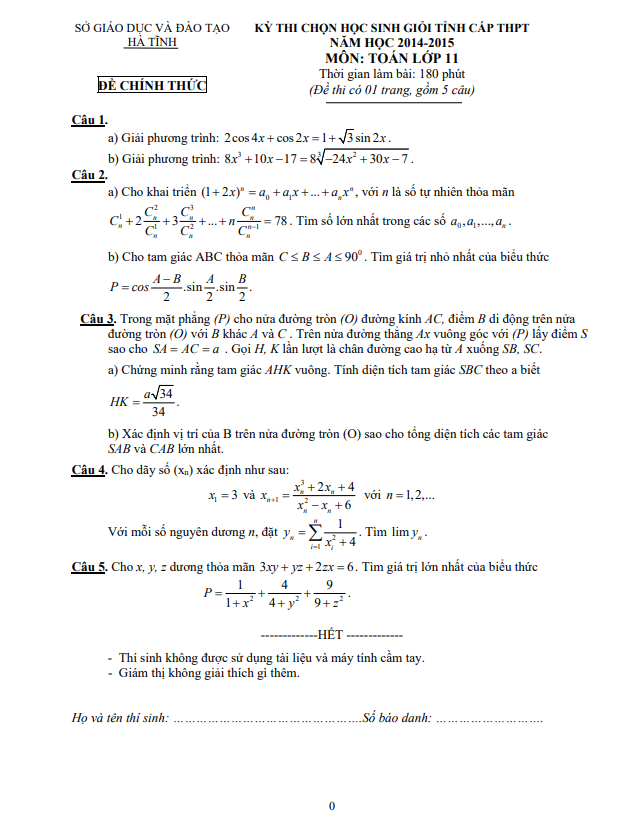 SỞ GIÁO DỤC VÀ ĐÀO TẠO
HÀ TĨNH
ĐỀ CHÍNH THỨC
KỲ THI CHỌN HỌC SINH GIỎI TỈNH CẤP THPT
NĂM HỌC 2014-2015
MÔN: TOÁN LỚP 11
Thời gian làm bài: 180 phút
(Đề thi có 01 trang, gồm 5 câu)
Câu 1.
a) Giải phương trình: $2\cos 4x + \cos 2x = 1 + \sqrt{3}\sin 2x$.
b) Giải phương trình: $8x^3 + 10x - 17 = 8\sqrt[3]{-24x^2 + 30x - 7}$.
Câu 2.
a) Cho khai triển $(1+2x)^n = a_0 + a_1x + ... + a_nx^n$, với n là số tự nhiên thỏa mãn
$C_n^1 + 2\frac{C_n^2}{C_n^1} + 3\frac{C_n^3}{C_n^2} + ... + n\frac{C_n^n}{C_n^{n-1}} = 78$. Tìm số lớn nhất trong các số $a_0, a_1, ..., a_n$.
b) Cho tam giác ABC thỏa mãn $C \le B \le A \le 90^0$. Tìm giá trị nhỏ nhất của biểu thức
$P = cos\frac{A-B}{2}.\sin\frac{A}{2}.\sin\frac{B}{2}$.
Câu 3. Trong mặt phẳng (P) cho nửa đường tròn (O) đường kính AC, điểm B di động trên nửa
đường tròn (O) với B khác A và C . Trên nửa đường thẳng Ax vuông góc với (P) lấy điểm S
sao cho $SA = AC = a$ . Gọi H, K lần lượt là chân đường cao hạ từ A xuống SB, SC.
a) Chứng minh rằng tam giác AHK vuông. Tính diện tích tam giác SBC theo a biết
$HK = \frac{a\sqrt{34}}{34}$.
b) Xác định vị trí của B trên nửa đường tròn (O) sao cho tổng diện tích các tam giác
SAB và CAB lớn nhất.
Câu 4. Cho dãy số ($x_n$) xác định như sau:
$x_1 = 3$ và $x_{n+1} = \frac{x_n^3 + 2x_n + 4}{x_n^2 - x_n + 6}$ với $n = 1, 2, ...$
Với mỗi số nguyên dương n, đặt $y_n = \sum_{i=1}^{n}\frac{1}{x_i^2 + 4}$. Tìm $\lim y_n$.
Câu 5. Cho x, y, z dương thỏa mãn $3xy + yz + 2zx = 6$. Tìm giá trị lớn nhất của biểu thức
$P = \frac{1}{1+x^2} + \frac{4}{4+y^2} + \frac{9}{9+z^2}$.
-------------HẾT -------------
- Thí sinh không được sử dụng tài liệu và máy tính cầm tay.
- Giám thị không giải thích gì thêm.
Họ và tên thí sinh: ………………………………………….Số báo danh: ……………………….
0